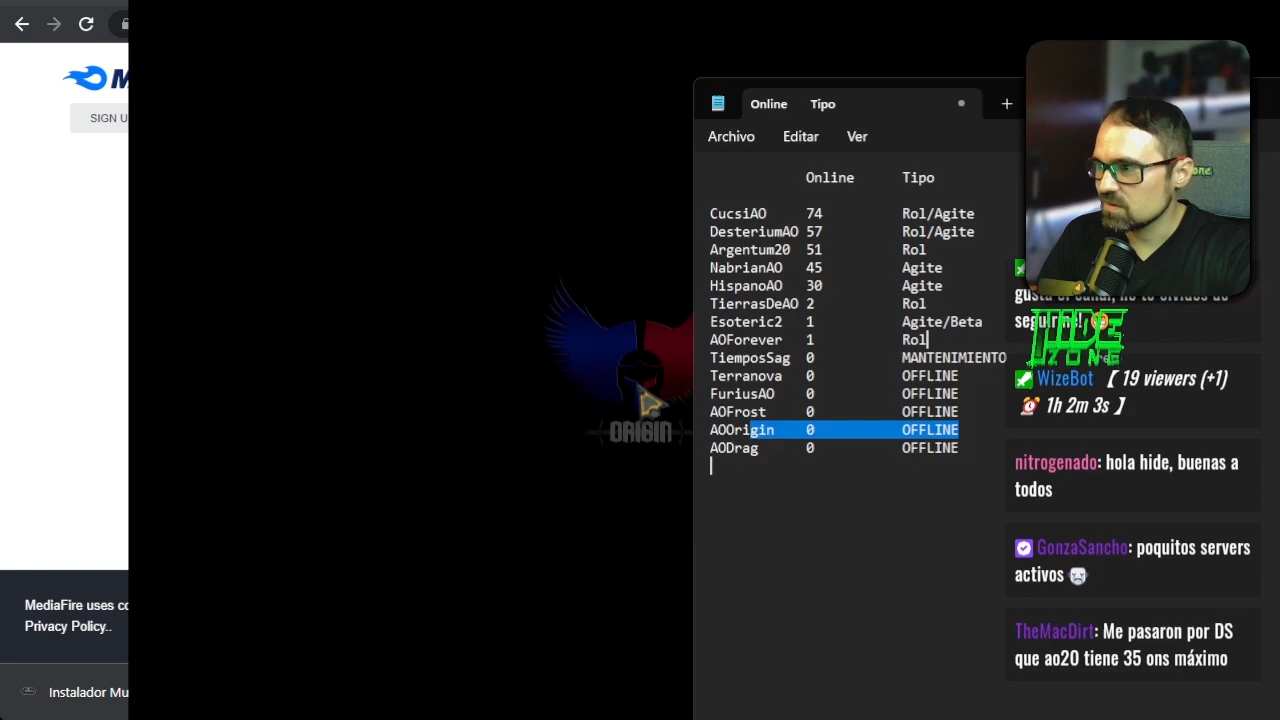 M
SIGN U
MediaFire uses co
Privacy Policy..
Instalador Mu
ORIGIN
Online Tipo
Archivo Editar Ver
Online Tipo
CucsiAO 74 Rol/Agite
DesteriumAO 57 Rol/Agite
Argentum20 51 Rol
NabrianAO 45 Agite
HispanoAO 30 Agite
TierrasDeAO 2 Rol
Esoteric2 1 Agite/Beta
AOForever 1 Rol
TiemposSag 0 MANTENIMIENTO
Terranova 0 OFFLINE
FuriusAO 0 OFFLINE
AOFrost 0 OFFLINE
AOOrigin 0 OFFLINE
AODrag 0 OFFLINE
seguirme!
HIDE
ZONE
WizeBot 【 19 viewers (+1)
1h 2m 3s 】
nitrogenado: hola hide, buenas a
todos
GonzaSancho: poquitos servers
activos
TheMacDirt: Me pasaron por DS
que ao20 tiene 35 ons máximo